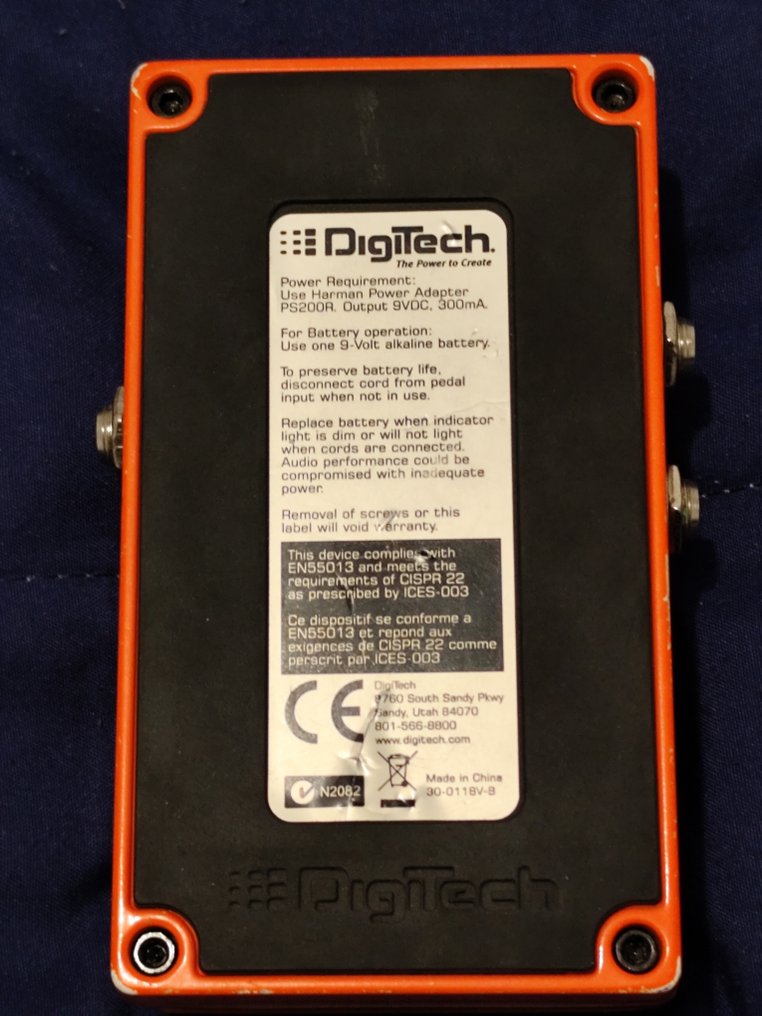 DigiTech.
The Power to Create
Power Requirement:
Use Harman Power Adapter
PS200R. Output 9VDC, 300mA.
For Battery operation:
Use one 9-Volt alkaline battery.
To preserve battery life,
disconnect cord from pedal
input when not in use.
Replace battery when indicator
light is dim or will not light
when cords are connected.
Audio performance could be
compromised with inadequate
power.
Removal of screws or this
label will void warranty.
This device complies with
EN55013 and meets the
requirements of CISPR 22
as prescribed by ICES-003
Ce dispositif se conforme a
EN55013 et repond aux
exigences de CISPR 22 comme
perscrit par ICES-003
CE
DigiTech
8760 South Sandy Pkwy
Sandy, Utah 84070
801-566-8800
www.digitech.com
N2082
Made in China
30-0118V-B
DigiTech